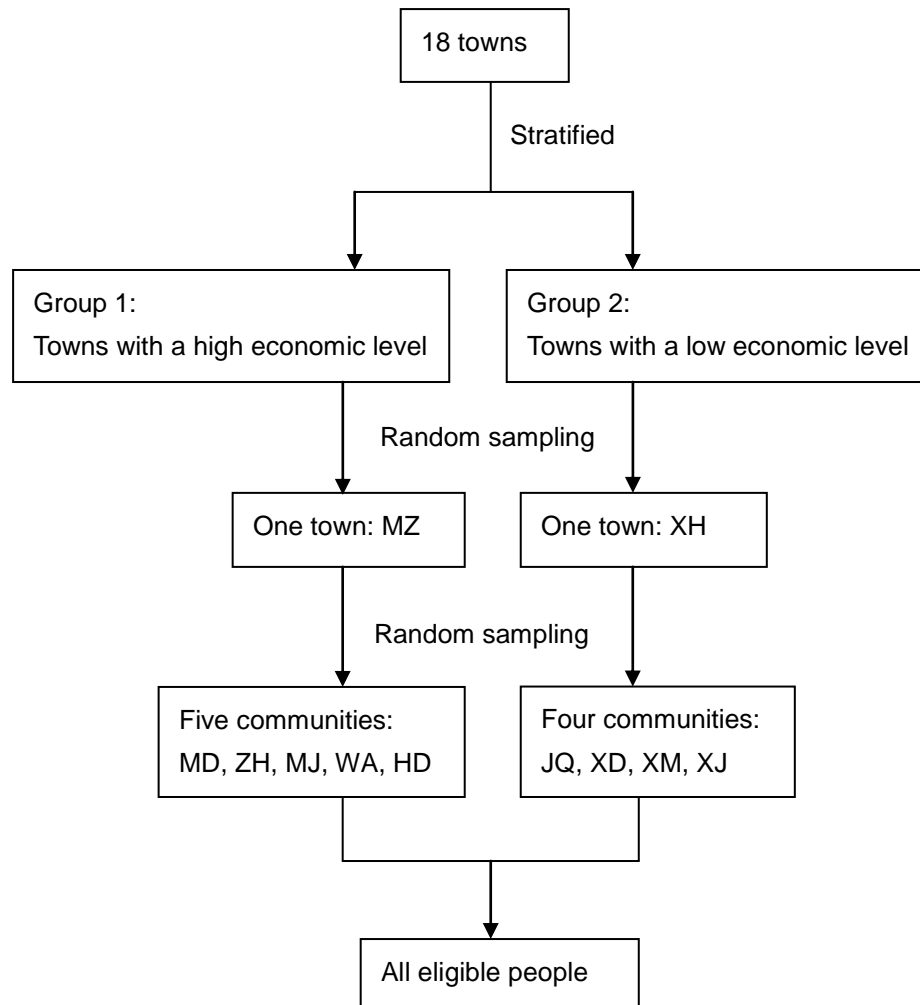 18 towns
Stratified
Group 1:
Towns with a high economic level
Group 2:
Towns with a low economic level
Random sampling
One town: MZ
One town: XH
Random sampling
Five communities:
MD, ZH, MJ, WA, HD
Four communities:
JQ, XD, XM, XJ
All eligible people